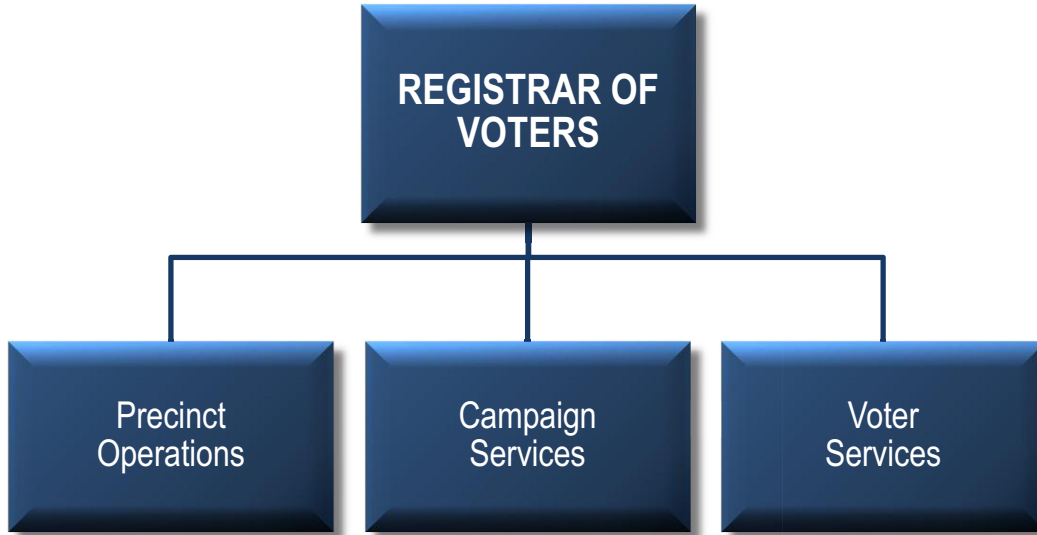 REGISTRAR OF
VOTERS
Precinct
Operations
Campaign
Services
Voter
Services